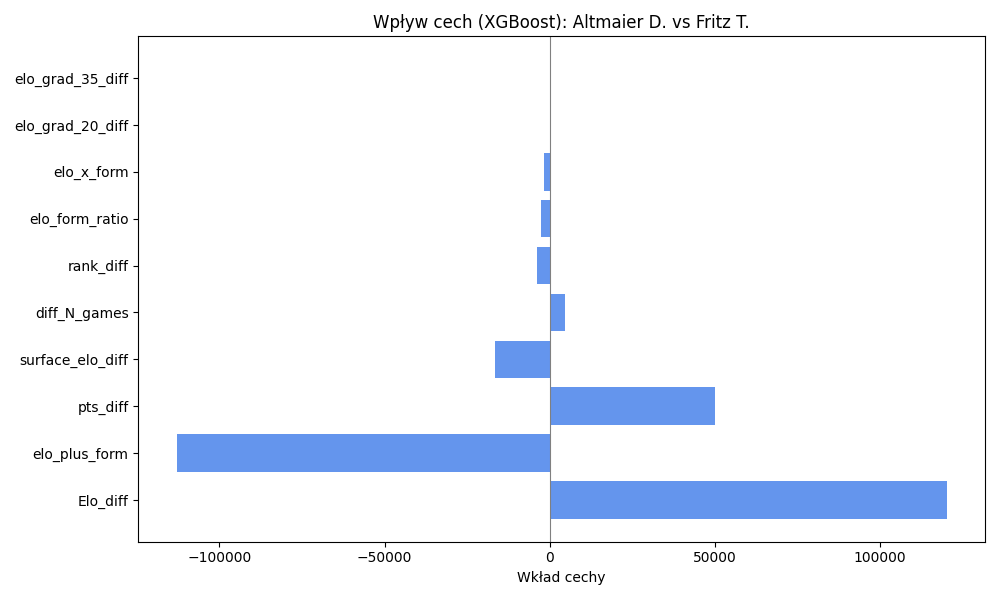 Wpływ cech (XGBoost): Altmaier D. vs Fritz T.
elo_grad_35_diff
elo_grad_20_diff
elo_x_form
elo_form_ratio
rank_diff
diff_N_games
surface_elo_diff
pts_diff
elo_plus_form
Elo_diff
−100000 −50000 0 50000 100000
Wkład cechy